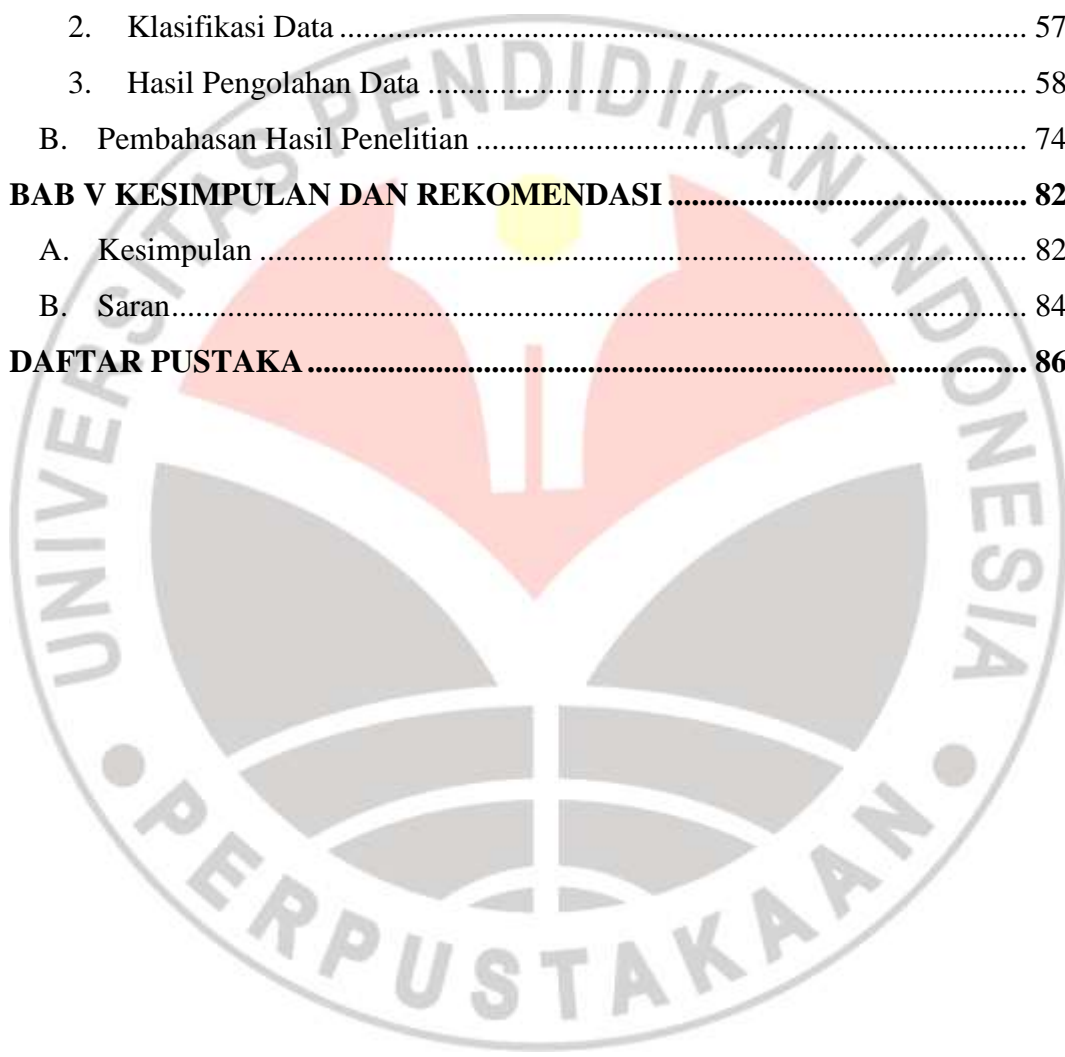 2. Klasifikasi Data ........................................................................ 57
3. Hasil Pengolahan Data ........................................................................ 58
B. Pembahasan Hasil Penelitian ........................................................................ 74
BAB V KESIMPULAN DAN REKOMENDASI ........................................ 82
A. Kesimpulan ........................................................................ 82
B. Saran ........................................................................ 84
DAFTAR PUSTAKA ........................................................................ 86
UNIVERSITAS PENDIDIKAN INDONESIA
PERPUSTAKAAN